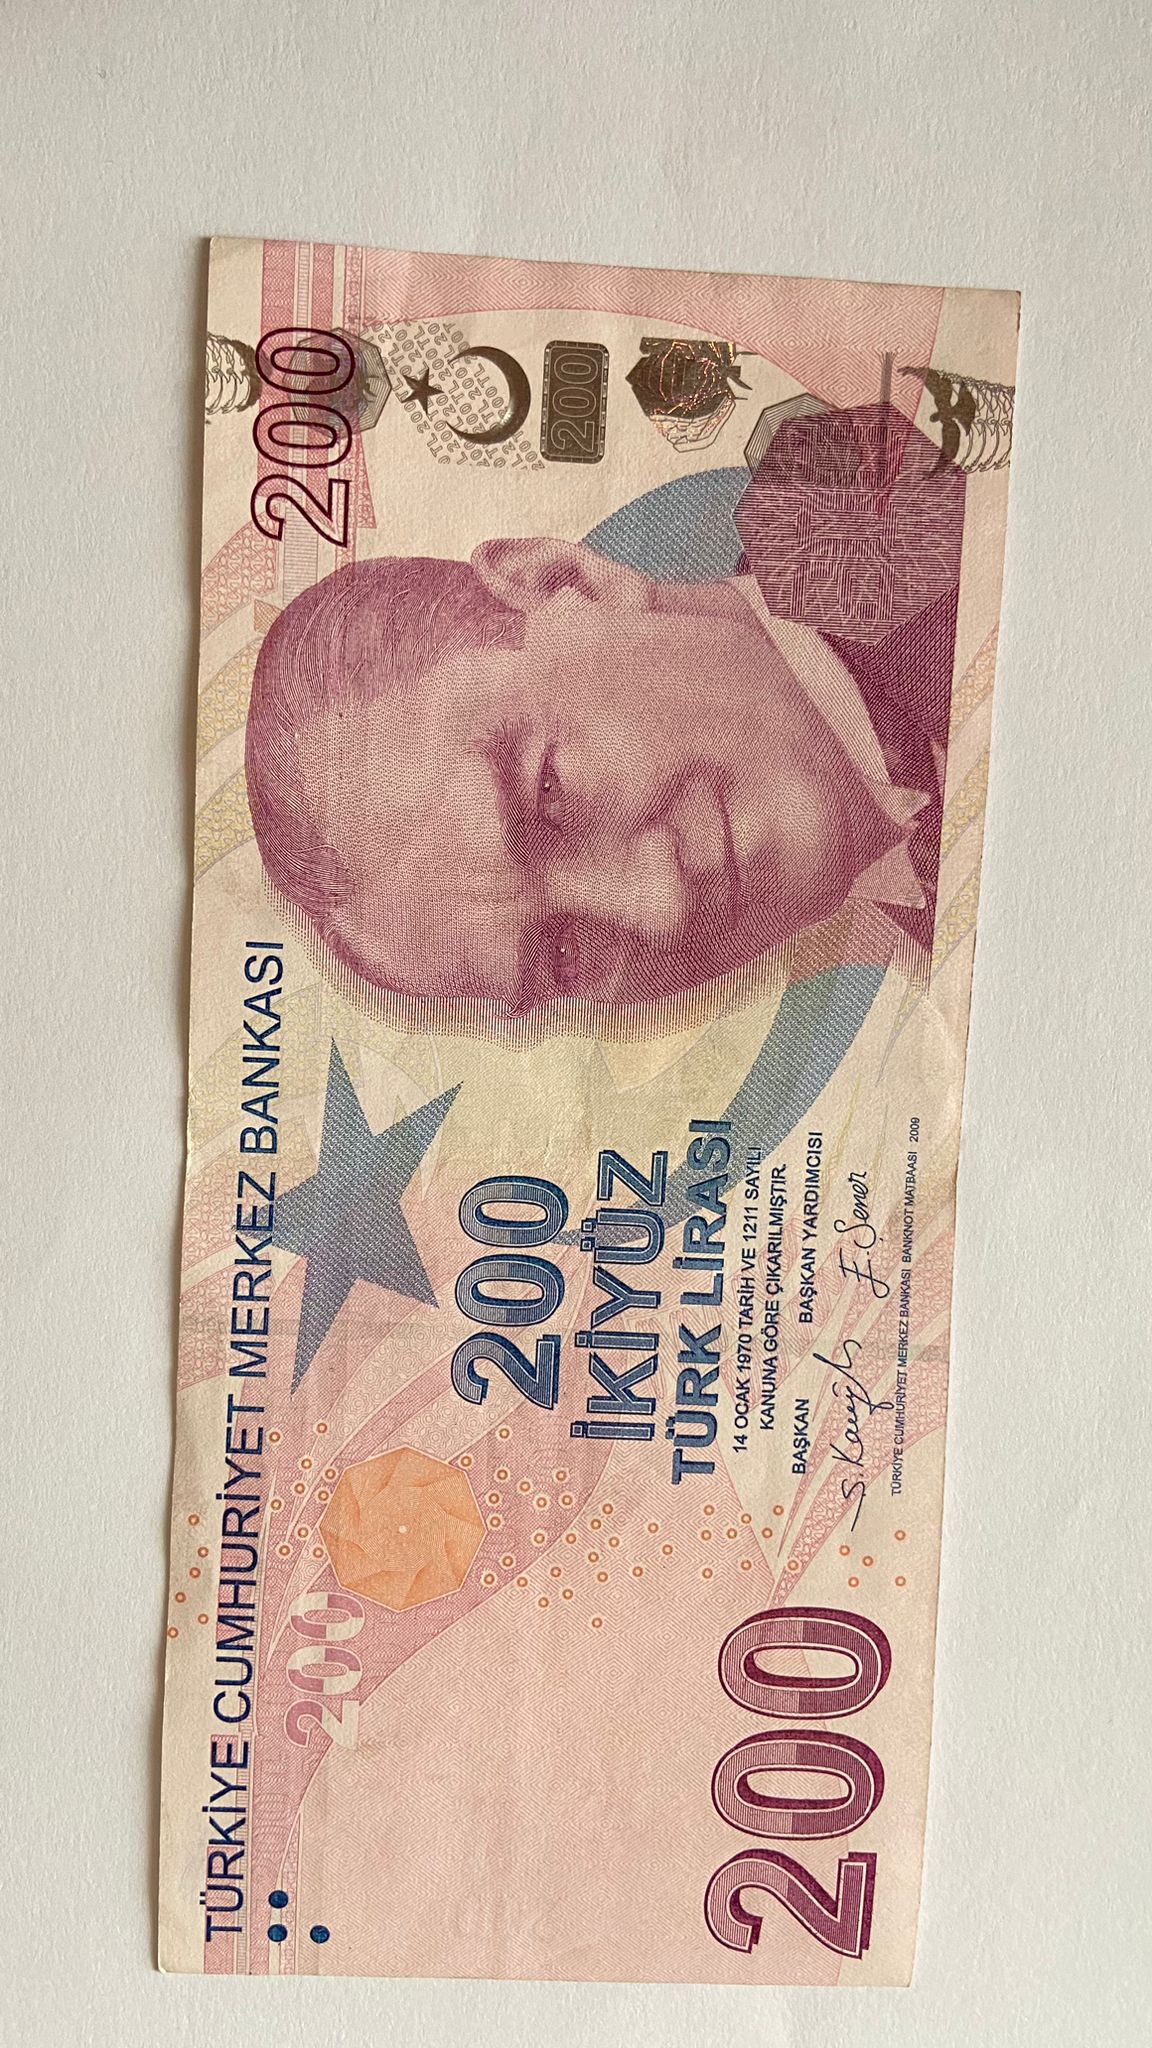 TÜRKİYE CUMHURİYET MERKEZ BANKASI
200
200
200
200
İKİYÜZ
TÜRK LİRASI
14 OCAK 1970 TARİH VE 1211 SAYILI
KANUNA GÖRE ÇIKARILMIŞTIR.
BAŞKAN BAŞKAN YARDIMCISI
E. Şener
TÜRKİYE CUMHURİYET MERKEZ BANKASI BANKNOT MATBAASI 2009
200